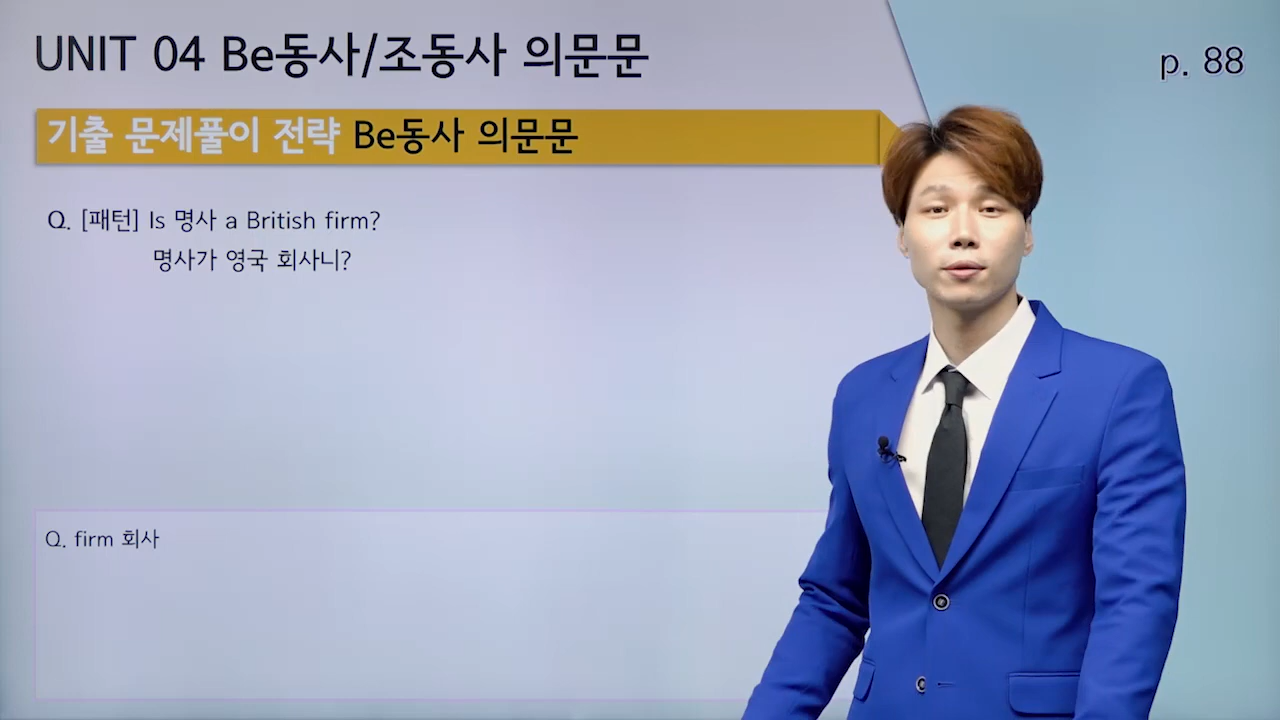 UNIT 04 Be동사/조동사 의문문
p. 88
기출 문제풀이 전략 Be동사 의문문
Q. [패턴] Is 명사 a British firm?
명사가 영국 회사니?
Q. firm 회사